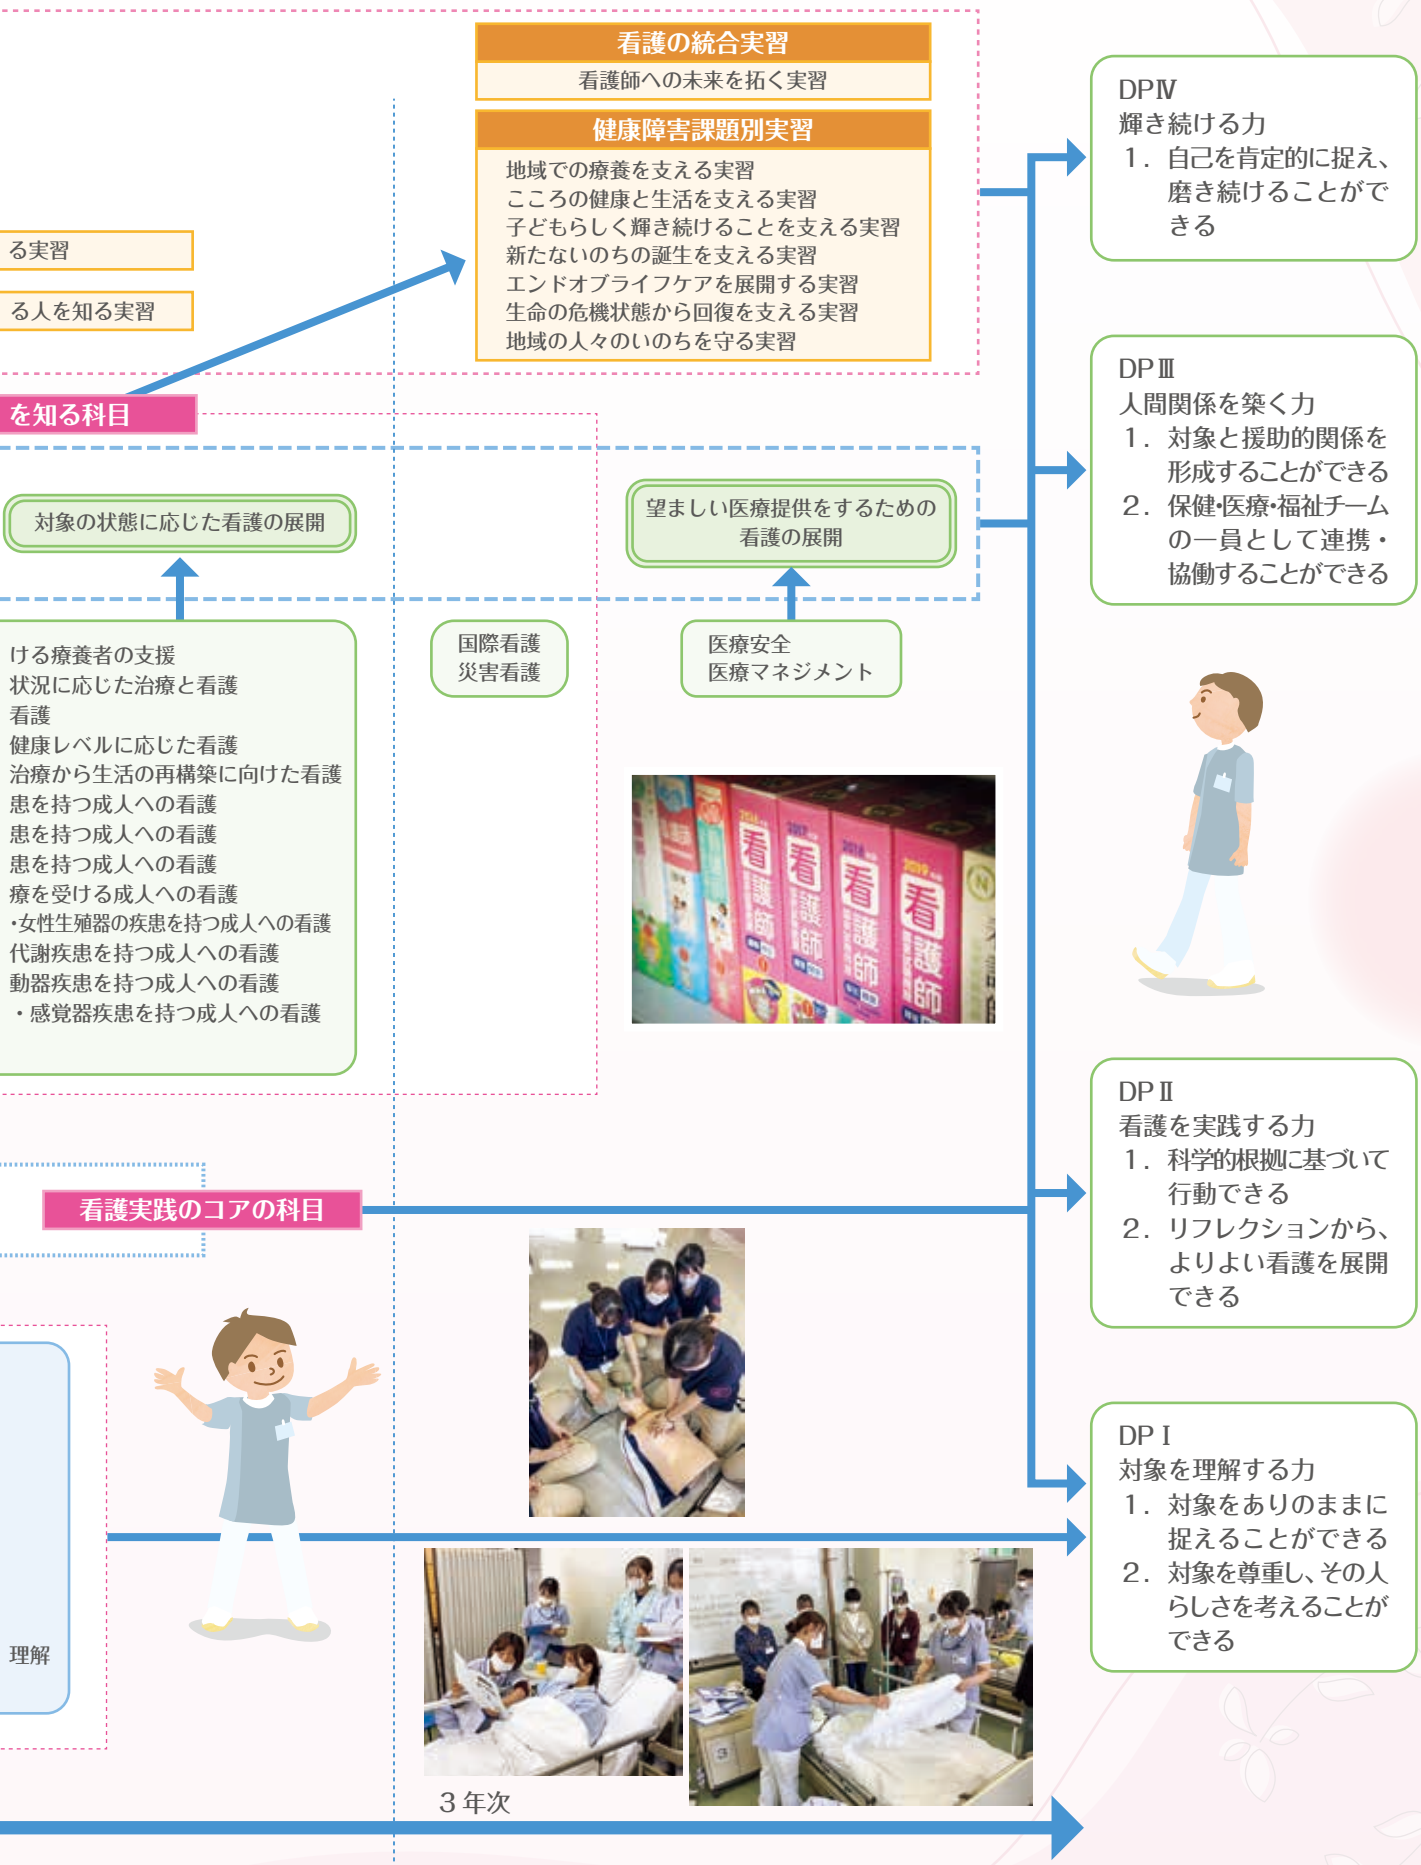 看護の統合実習
看護師への未来を拓く実習
健康障害課題別実習
地域での療養を支える実習
こころの健康と生活を支える実習
子どもらしく輝き続けることを支える実習
新たないのちの誕生を支える実習
エンドオブライフケアを展開する実習
生命の危機状態から回復を支える実習
地域の人々のいのちを守る実習
る実習
る人を知る実習
を知る科目
対象の状態に応じた看護の展開
望ましい医療提供をするための
看護の展開
ける療養者の支援
状況に応じた治療と看護
看護
健康レベルに応じた看護
治療から生活の再構築に向けた看護
患を持つ成人への看護
患を持つ成人への看護
患を持つ成人への看護
療を受ける成人への看護
・女性生殖器の疾患を持つ成人への看護
代謝疾患を持つ成人への看護
動器疾患を持つ成人への看護
・感覚器疾患を持つ成人への看護
国際看護
災害看護
医療安全
医療マネジメント
2017
看護師
2018
看護師
2019
看護師
看護実践のコアの科目
理解
3年次
DPⅣ
輝き続ける力
1. 自己を肯定的に捉え、
磨き続けることがで
きる
DPⅢ
人間関係を築く力
1. 対象と援助的関係を
形成することができる
2. 保健・医療・福祉チーム
の一員として連携・
協働することができる
DPⅡ
看護を実践する力
1. 科学的根拠に基づいて
行動できる
2. リフレクションから、
よりよい看護を展開
できる
DPⅠ
対象を理解する力
1. 対象をありのままに
捉えることができる
2. 対象を尊重し、その人
らしさを考えることが
できる